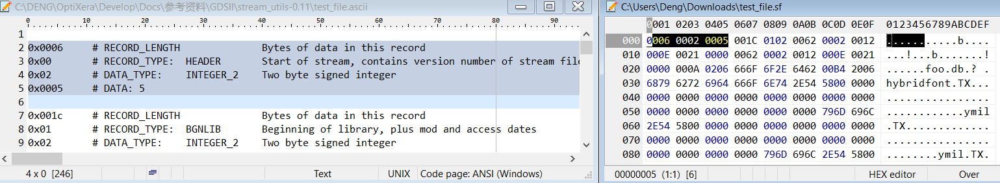 C:\DENG\OptiXera\Develop\Docs\参考资料\GDSII\stream_utils-0.11\test_file.ascii
0 10 20 30 40 50 60 70 80 90
1
2 0x0006 # RECORD_LENGTH Bytes of data in this record
3 0x00 # RECORD_TYPE: HEADER Start of stream, contains version number of stream file
4 0x02 # DATA_TYPE: INTEGER_2 Two byte signed integer
5 0x0005 # DATA: 5
6
7 0x001c # RECORD_LENGTH Bytes of data in this record
8 0x01 # RECORD_TYPE: BGNLIB Beginning of library, plus mod and access dates
9 0x02 # DATA_TYPE: INTEGER_2 Two byte signed integer
4 x 0 [246] Text UNIX Code page: ANSI (Windows)
C:\Users\Deng\Downloads\test_file.sf
0001 0203 0405 0607 0809 0A0B 0C0D 0E0F 0123456789ABCDEF
000 0006 0002 0005 001C 0102 0062 0002 0012 ...........b....
010 000E 0021 0000 0062 0002 0012 000E 0021 ...!...b.......!
020 0000 000A 0206 666F 6F2E 6462 00B4 2006 ......foo.db.? .
030 6879 6272 6964 666F 6E74 2E54 5800 0000 hybridfont.TX...
040 0000 0000 0000 0000 0000 0000 0000 0000 ................
050 0000 0000 0000 0000 0000 0000 796D 696C ............ymil
060 2E54 5800 0000 0000 0000 0000 0000 0000 .TX.............
070 0000 0000 0000 0000 0000 0000 0000 0000 ................
080 0000 0000 0000 0000 796D 696C 2E54 5800 ........ymil.TX.
00000005 (1:1) [6] HEX editor Over